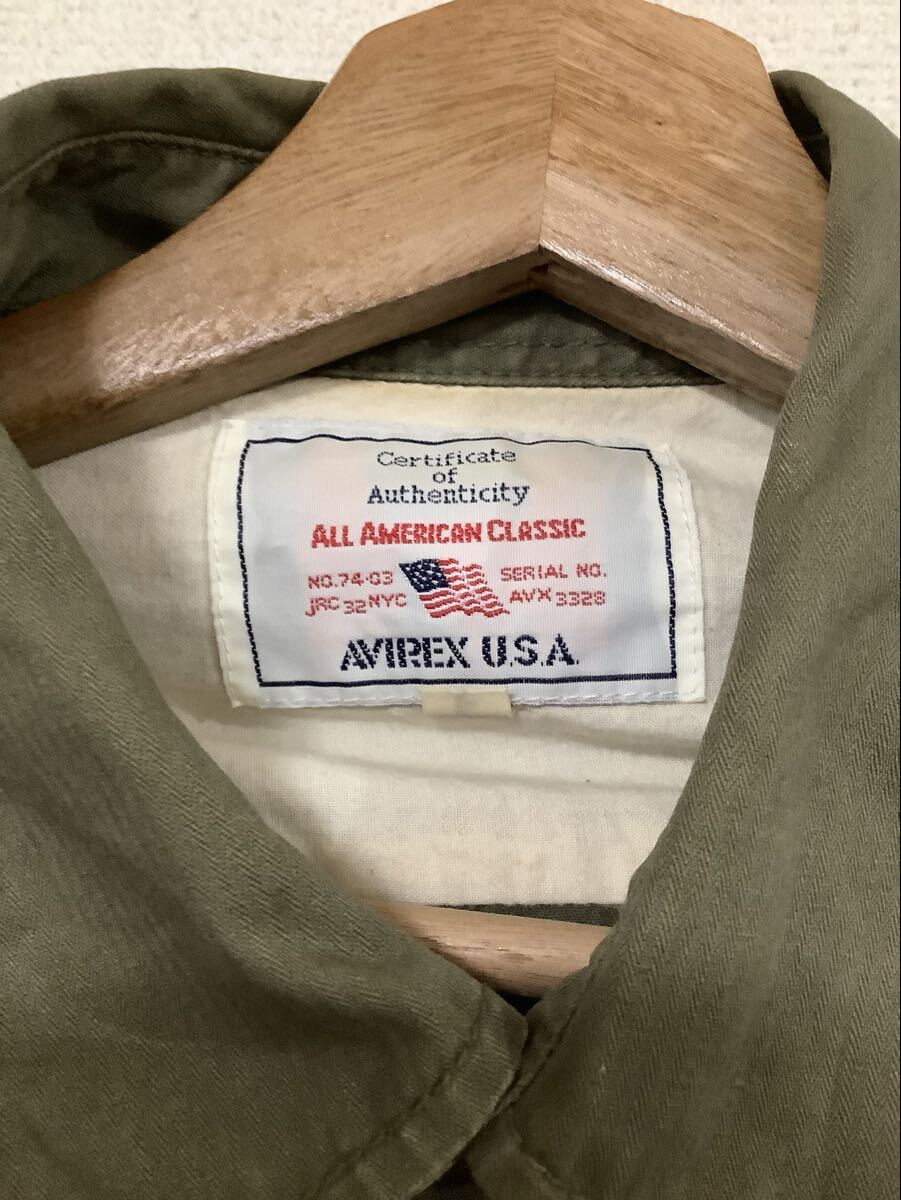 Certificate
of
Authenticity
ALL AMERICAN CLASSIC
NO.74-03 SERIAL NO.
JRC 32 NYC AVX 3328
AVIREX U.S.A.